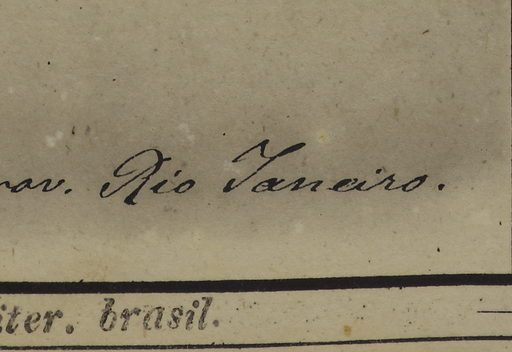 rov. Rio Janeiro.
iter. brasil.